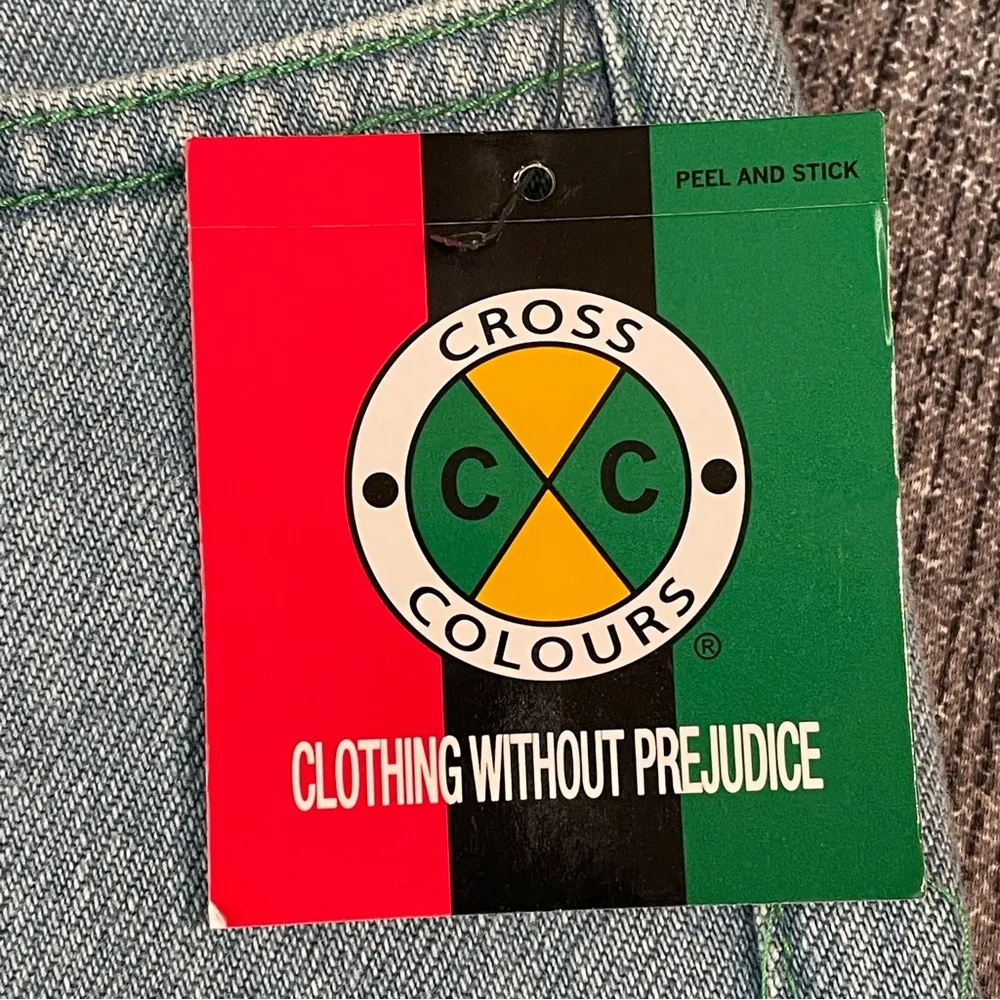 PEEL AND STICK
CROSS
C C
COLOURS
®
CLOTHING WITHOUT PREJUDICE